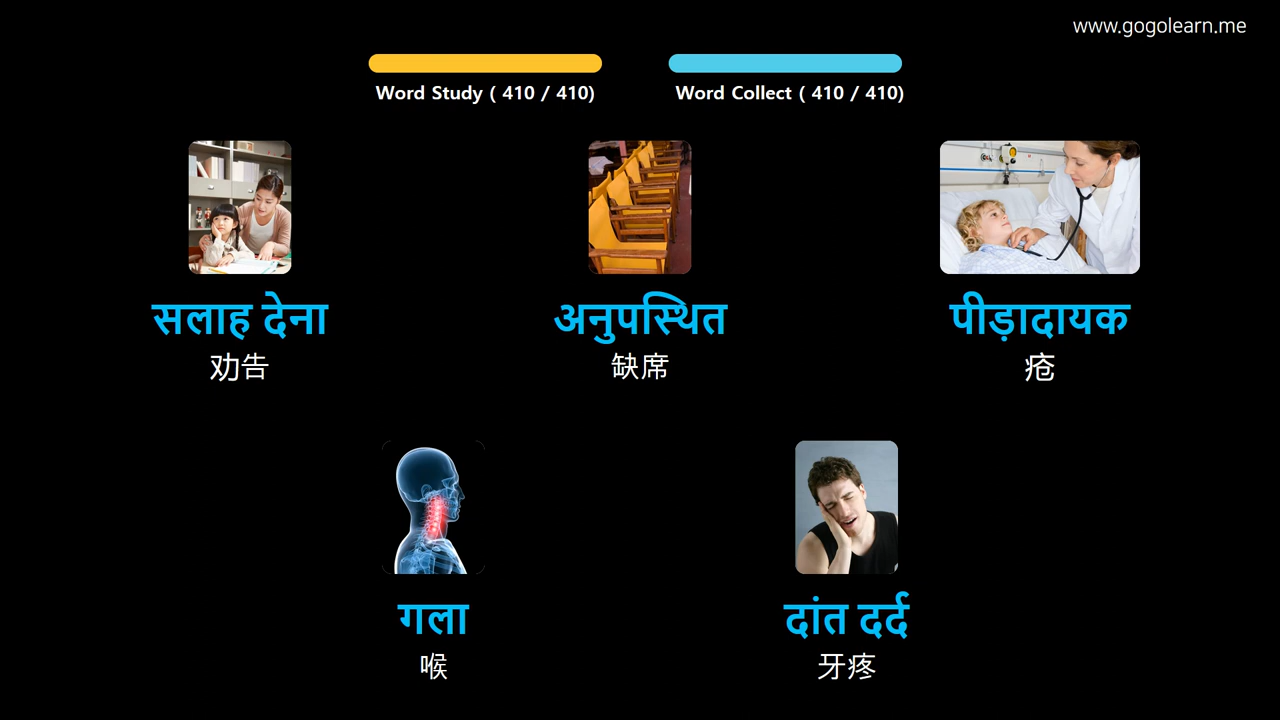 www.gogolearn.me
Word Study ( 410 / 410)
Word Collect ( 410 / 410)
सलाह देना
劝告
अनुपस्थित
缺席
पीड़ादायक
疮
गला
喉
दांत दर्द
牙疼